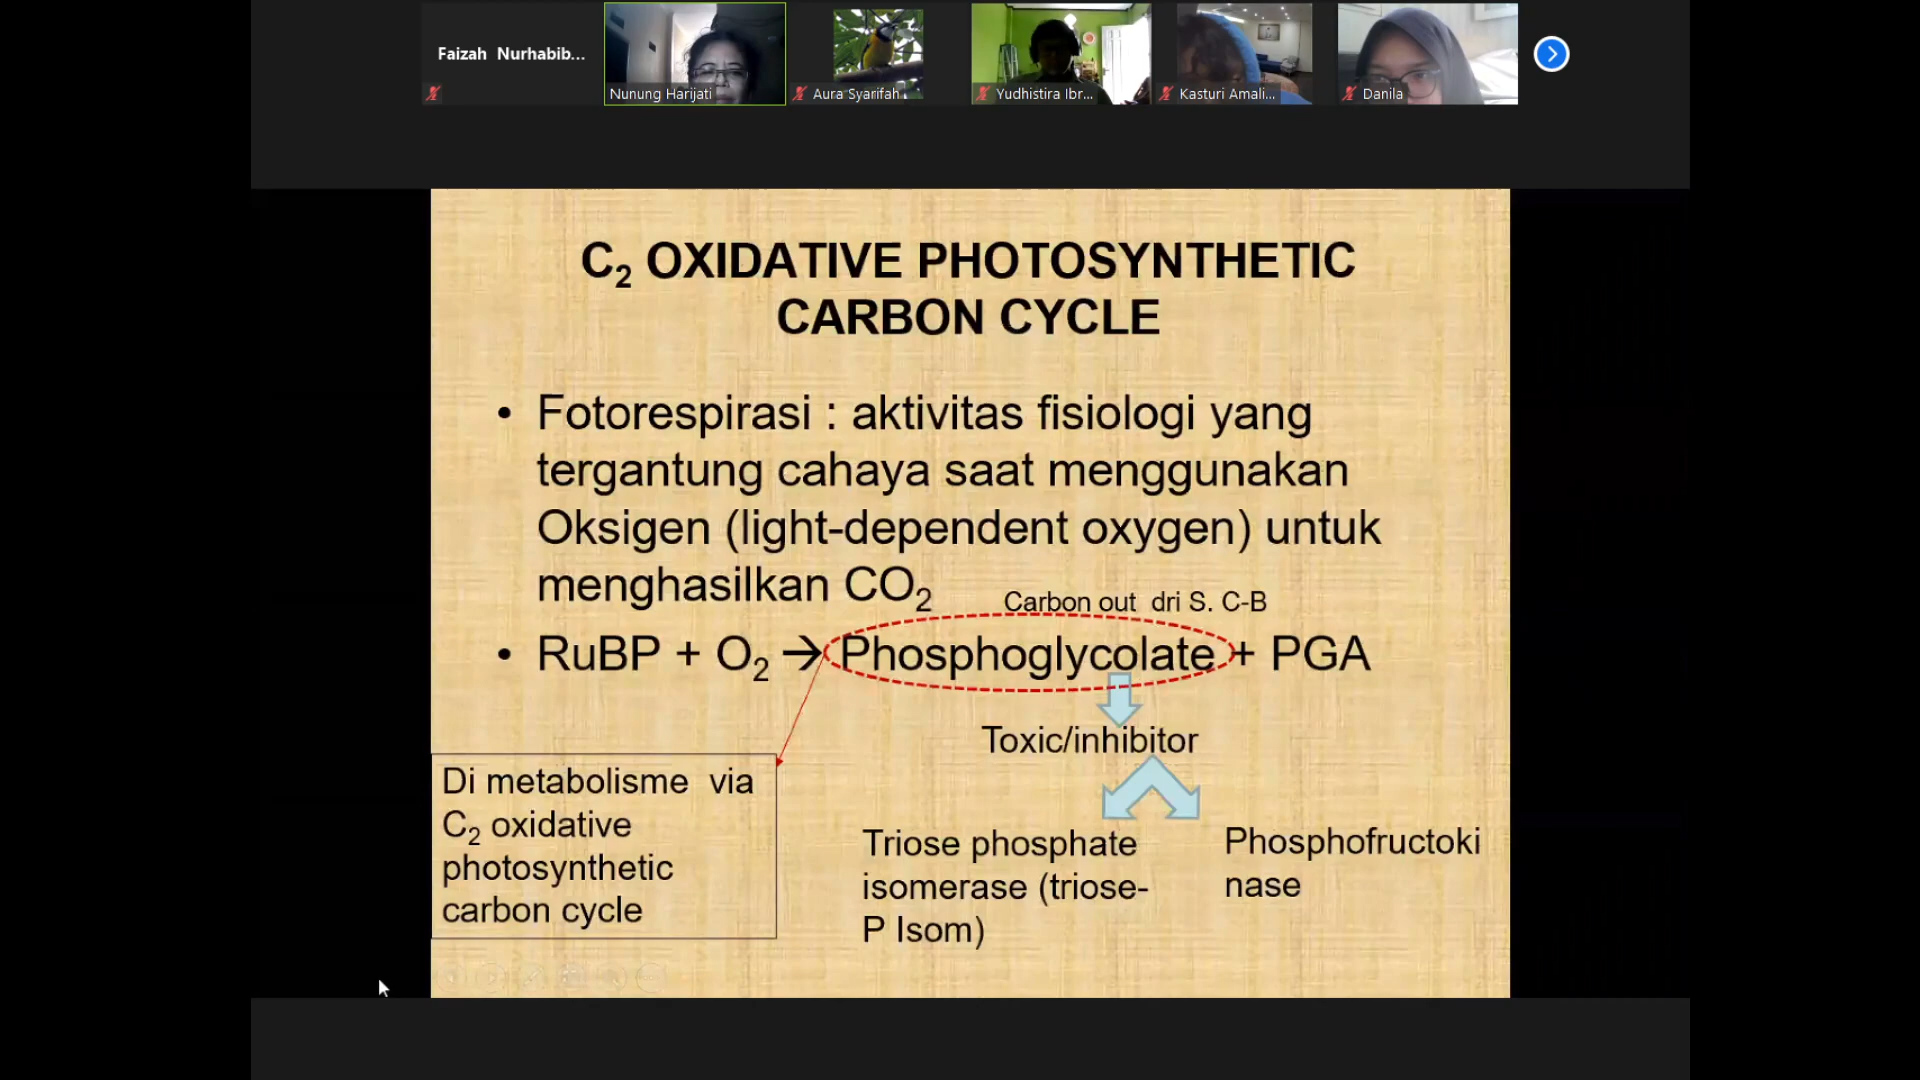 Faizah Nurhabib...
Nunung Harijati
Aura Syarifah
Yudhistira Ibr...
Kasturi Amali...
Danila
C₂ OXIDATIVE PHOTOSYNTHETIC
CARBON CYCLE
• Fotorespirasi : aktivitas fisiologi yang
tergantung cahaya saat menggunakan
Oksigen (light-dependent oxygen) untuk
menghasilkan CO₂
Carbon out dri S. C-B
• RuBP + O₂ → Phosphoglycolate + PGA
Toxic/inhibitor
Di metabolisme via
C₂ oxidative
photosynthetic
carbon cycle
Triose phosphate
isomerase (triose-
P Isom)
Phosphofructoki
nase